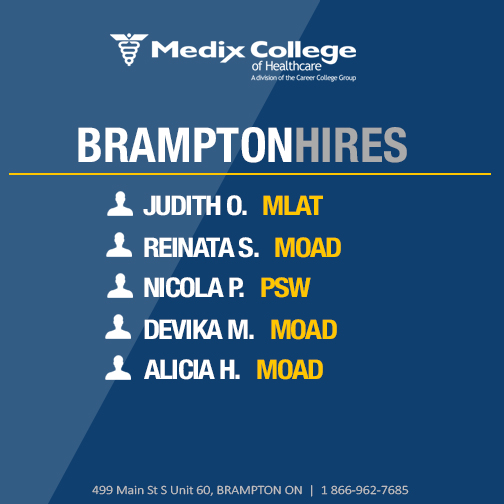 Medix College
of Healthcare
A division of the Career College Group
BRAMPTONHIRES
JUDITH O. MLAT
REINATA S. MOAD
NICOLA P. PSW
DEVIKA M. MOAD
ALICIA H. MOAD
499 Main St S Unit 60, BRAMPTON ON | 1 866-962-7685